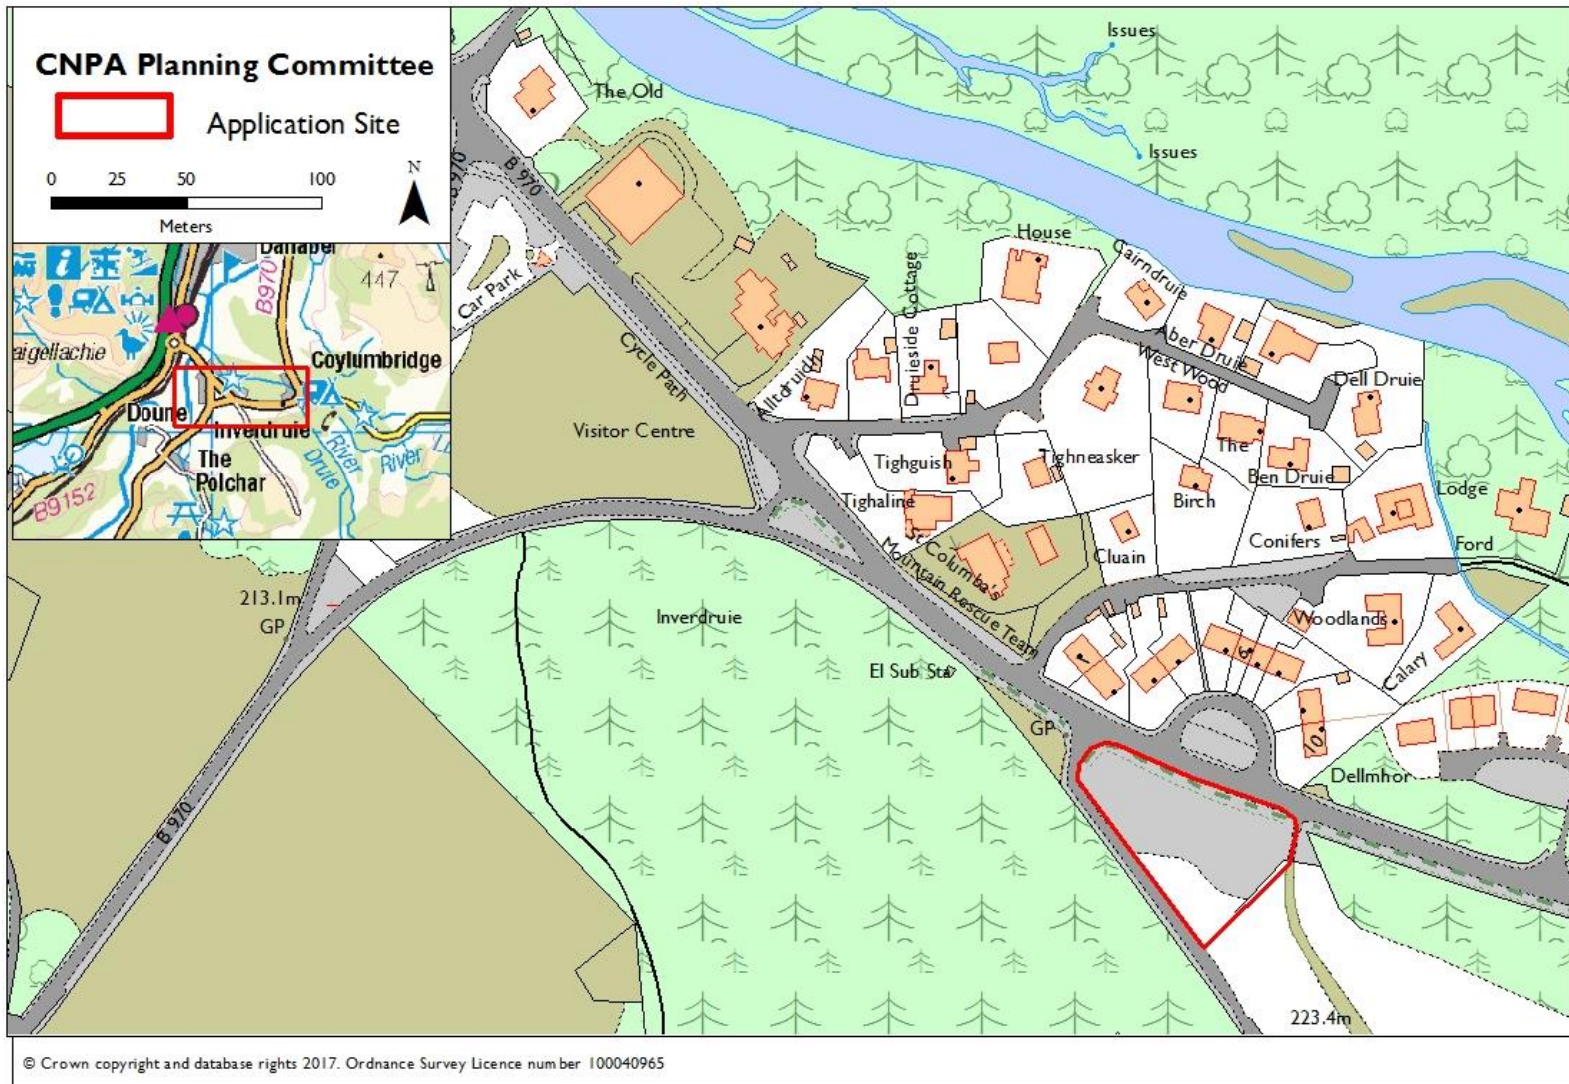 CNPA Planning Committee
Application Site
N
0 25 50 100
Meters
447
B970
Coylumbridge
Doune
Inverdruie
The
Polchar
River
Druie
River
B9152
Issues
Issues
The Old
B 970
Car Park
Cycle Path
Visitor Centre
House
Cairndruie
Druieside Cottage
Alltdruidh
Aber Druie
West Wood
Dell Druie
Tighguish
Tighneasker
The
Ben Druie
Tighaline
Birch
Lodge
St Columba's
Mountain Rescue Team
Cluain
Conifers
Ford
213.1m
GP
Inverdruie
Woodlands
El Sub Sta
1
6
Calary
GP
10
Dellmhor
B 970
223.4m
© Crown copyright and database rights 2017. Ordnance Survey Licence number 100040965